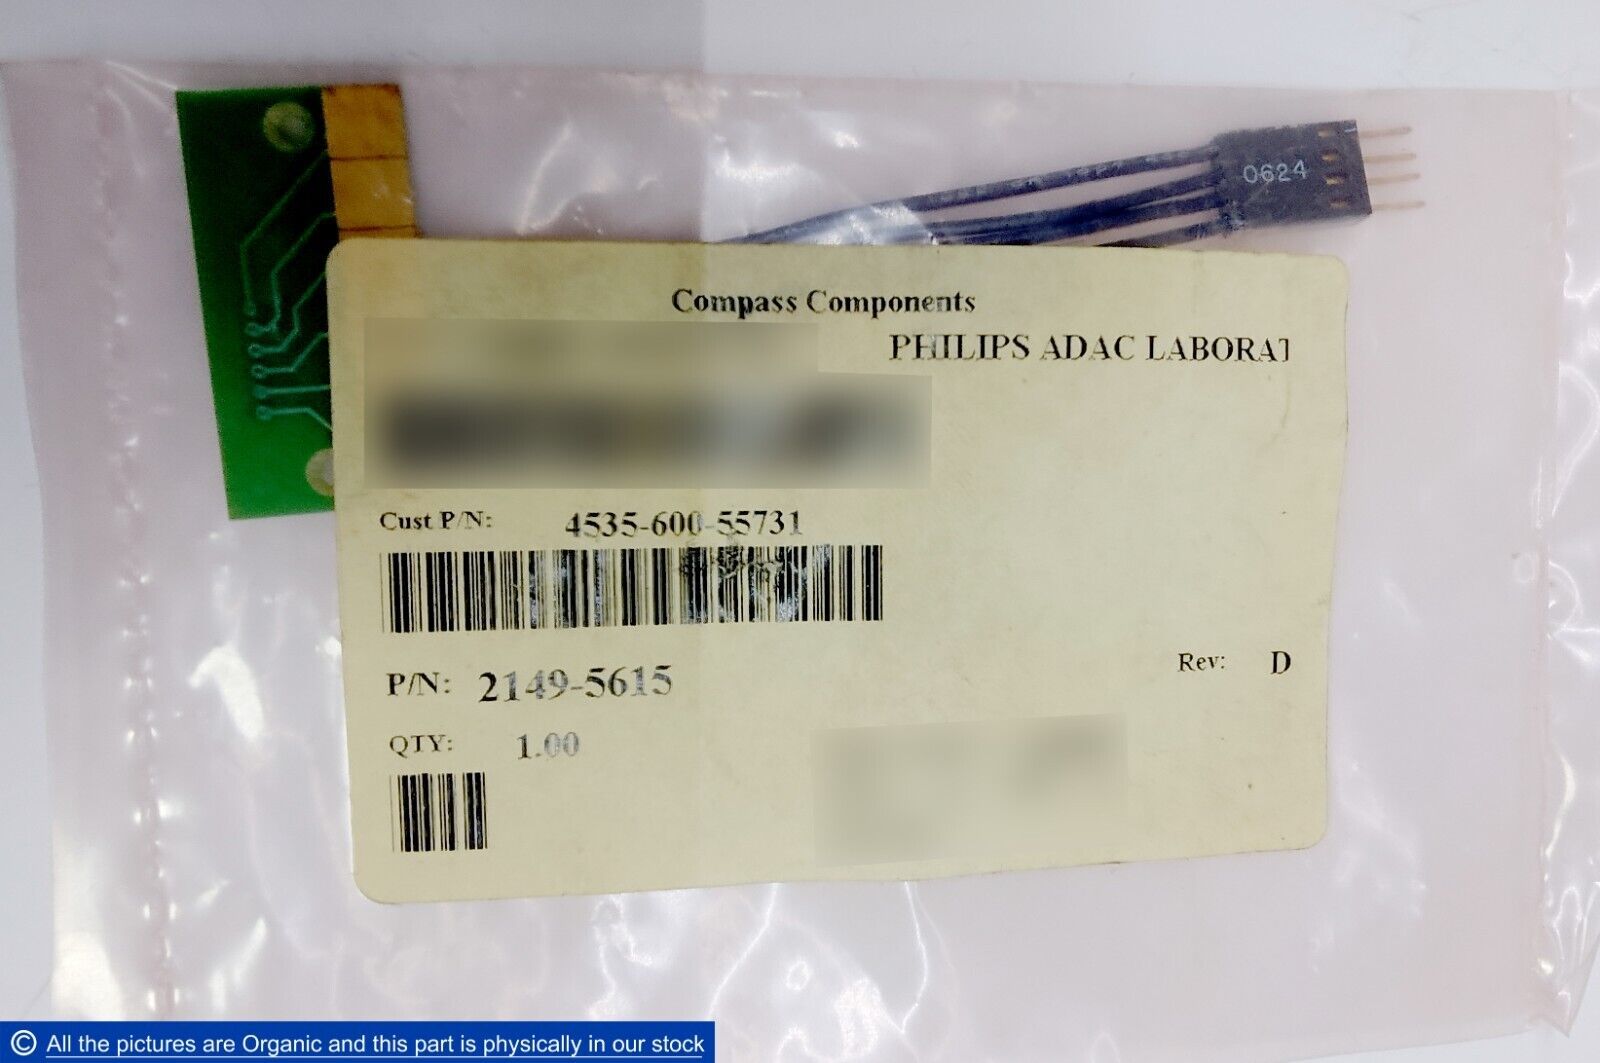 0624
Compass Components
PHILIPS ADAC LABORAT
Cust P/N: 4535-600-55731
P/N: 2149-5615
Rev: D
QTY: 1.00
© All the pictures are Organic and this part is physically in our stock